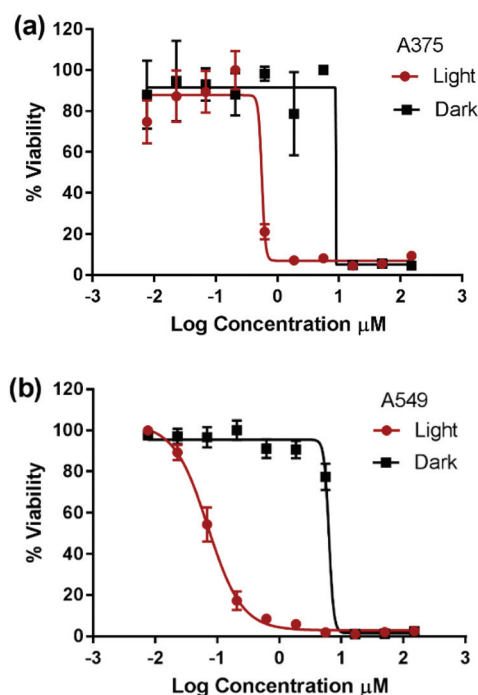 (a)
A375
Light
Dark
120
100
80
60
40
20
0
% Viability
-3 -2 -1 0 1 2 3
Log Concentration μM
(b)
A549
Light
Dark
120
100
80
60
40
20
0
% Viability
-3 -2 -1 0 1 2 3
Log Concentration μM